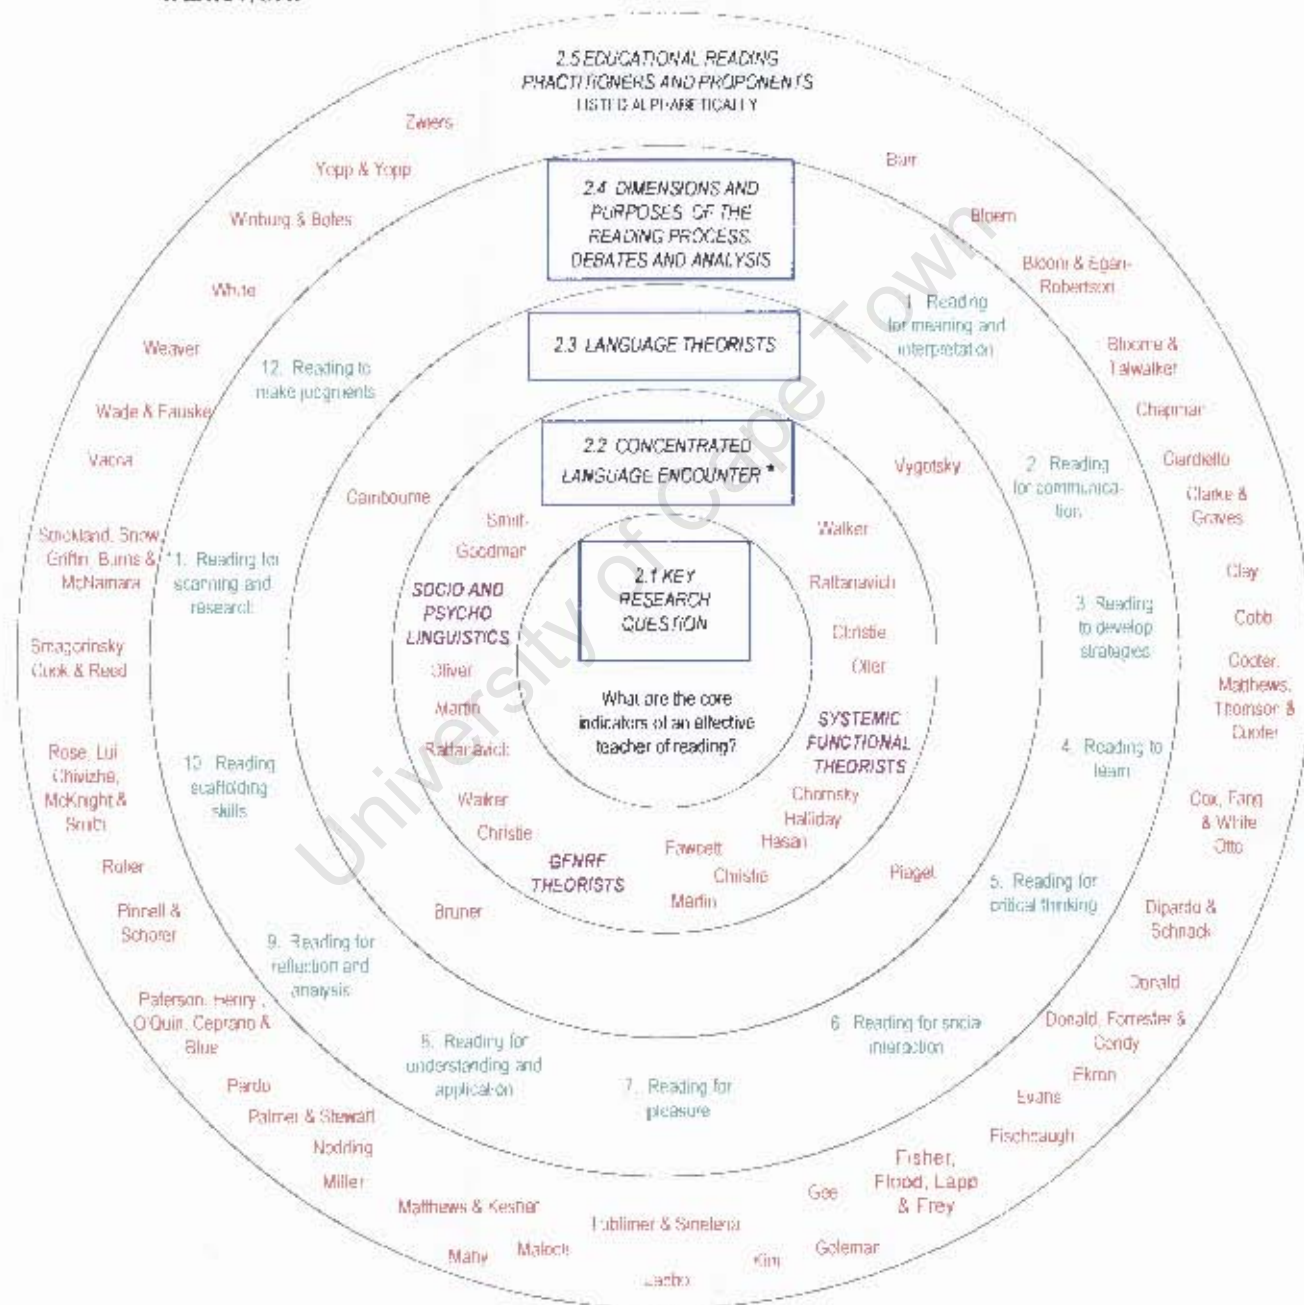 2.5 EDUCATIONAL READING
PRACTITIONERS AND PROPONENTS
LISTED ALPHABETICALLY
2.4 DIMENSIONS AND
PURPOSES OF THE
READING PROCESS.
DEBATES AND ANALYSIS
2.3 LANGUAGE THEORISTS
2.2 CONCENTRATED
LANGUAGE ENCOUNTER *
2.1 KEY
RESEARCH
QUESTION
What are the core
indicators of an effective
teacher of reading?
SOCIO AND
PSYCHO
LINGUISTICS
Goodman
Oliver
Martin
Rattanavich
Walker
Christie
GENRE
THEORISTS
Fawcett
Christie
Martin
Walker
Rattanavich
Christie
Oller
SYSTEMIC
FUNCTIONAL
THEORISTS
Chomsky
Halliday
Hasan
Cambourne
Vygotsky
Piaget
Bruner
1. Reading
for meaning and
interpretation
2. Reading
for communica-
tion
3. Reading
to develop
strategies
4. Reading to
learn
5. Reading for
critical thinking
6. Reading for social
interaction
7. Reading for
pleasure
8. Reading for
understanding and
application
9. Reading for
reflection and
analysis
10. Reading
scaffolding
skills
11. Reading for
scanning and
research
12. Reading to
make judgments
Barr
Bloem
Bloom & Egan-
Robertson
Bloome &
Talwalker
Chapman
Ciardiello
Clarke &
Graves
Clay
Cobb
Cooter,
Matthews,
Thomson &
Cooter
Cox, Fang
& White
Otto
Dipardo &
Schnack
Donald
Donald, Forrester &
Condy
Ekron
Evans
Fischbaugh
Fisher,
Flood, Lapp
& Frey
Gee
Goleman
Kim
Maloch
Many
Matthews & Kesner
Miller
Nodding
Palmer & Stewart
Pardo
Paterson, Henry,
O'Quin, Ceprano &
Blue
Pinnell &
Scharer
Roller
Rose, Lui
Chivizhe,
McKnight &
Smith
Smagorinsky
Cook & Reed
Strickland, Snow,
Griffin, Burns &
McNamara
Vacca
Wade & Fauske
Weaver
White
Winburg & Botes
Yopp & Yopp
Zwiers
University of Cape Town